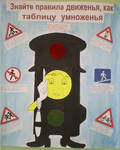 Знайте правила движенья, как
таблицу умноженья